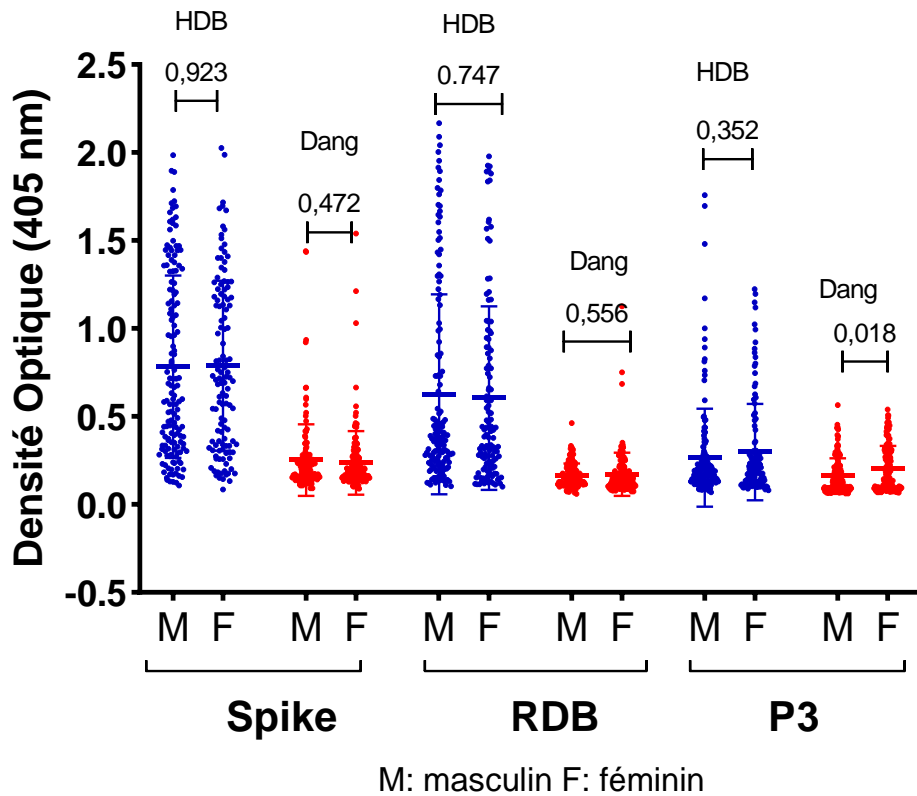 HDB
HDB
0,923
0.747
HDB
Dang
0,352
0,472
Dang
0,556
Dang
0,018
Densité Optique (405 nm)
2.5
2.0
1.5
1.0
0.5
0.0
-0.5
M F M F M F M F M F M F
Spike RDB P3
M: masculin F: féminin